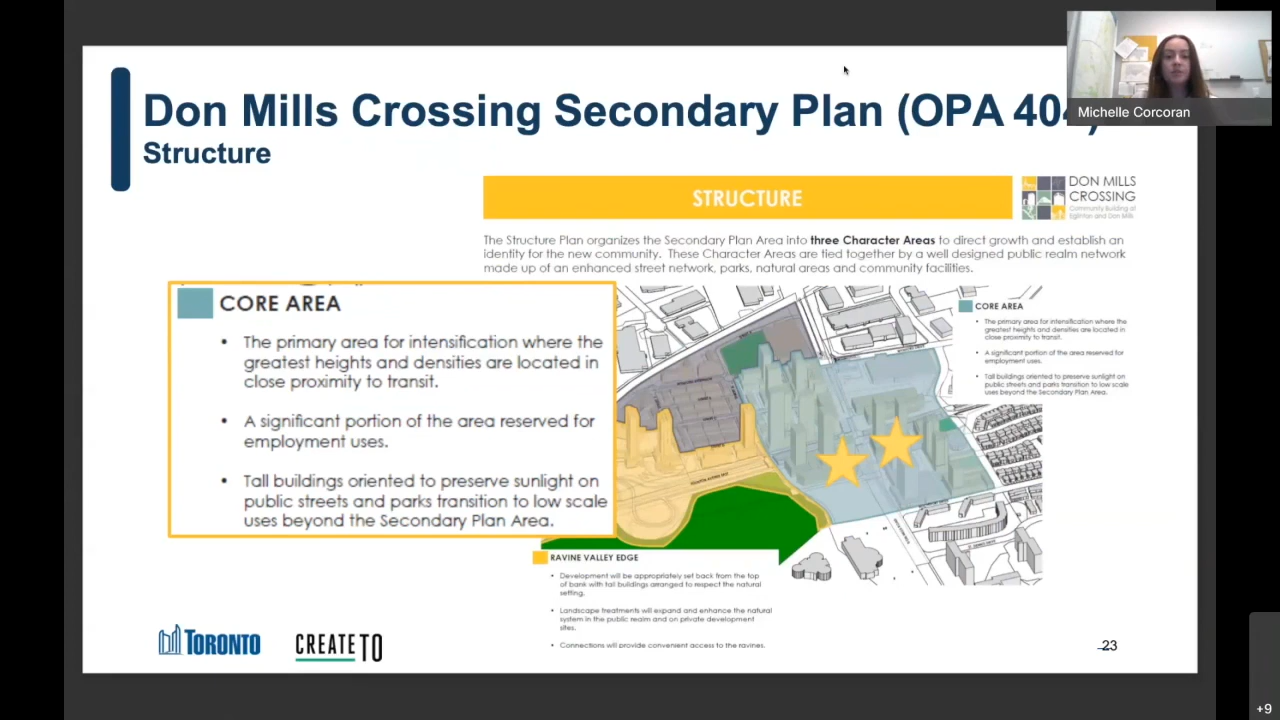 Michelle Corcoran
Don Mills Crossing Secondary Plan (OPA 404)
Structure
STRUCTURE
DON MILLS
CROSSING
Community Building at
Eglinton and Don Mills
The Structure Plan organizes the Secondary Plan Area into three Character Areas to direct growth and establish an
identity for the new community. These Character Areas are tied together by a well designed public realm network
made up of an enhanced street network, parks, natural areas and community facilities.
CORE AREA
• The primary area for intensification where the
greatest heights and densities are located in
close proximity to transit.
• A significant portion of the area reserved for
employment uses.
• Tall buildings oriented to preserve sunlight on
public streets and parks transition to low scale
uses beyond the Secondary Plan Area.
CORE AREA
• The primary area for intensification where the
greatest heights and densities are located in close
proximity to transit.
• A significant portion of the area reserved for
employment uses.
• Tall buildings oriented to preserve sunlight on
public streets and parks transition to low scale
uses beyond the Secondary Plan Area.
RAVINE VALLEY EDGE
• Development will be appropriately set back from the top
of bank with tall buildings arranged to respect the natural
setting.
• Landscape treatments will expand and enhance the natural
system in the public realm and on private development
sites.
• Connections will provide convenient access to the ravines.
TORONTO
CREATE TO
23
+9